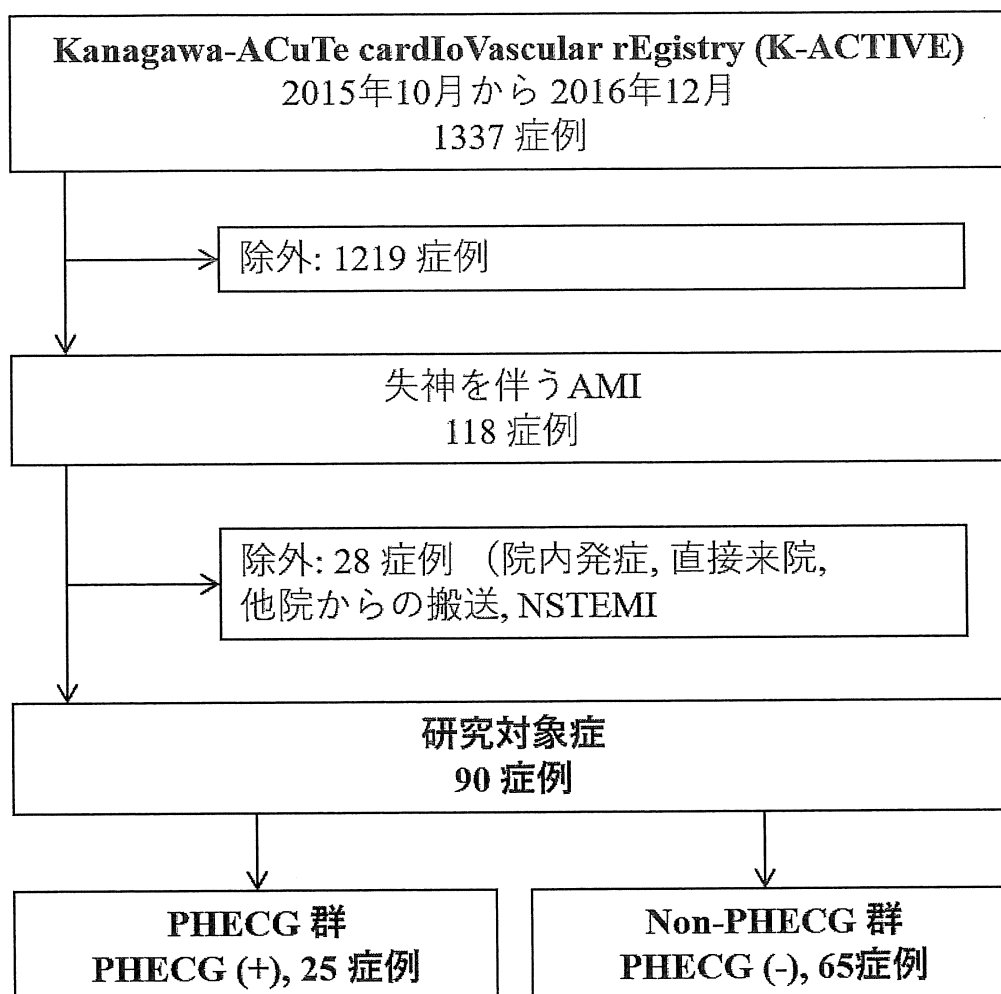 Kanagawa-ACuTe cardIoVascular rEgistry (K-ACTIVE)
2015年10月から 2016年12月
1337 症例
除外: 1219 症例
失神を伴うAMI
118 症例
除外: 28 症例 （院内発症, 直接来院,
他院からの搬送, NSTEMI
研究対象症
90 症例
PHECG 群
PHECG (+), 25 症例
Non-PHECG 群
PHECG (-), 65症例